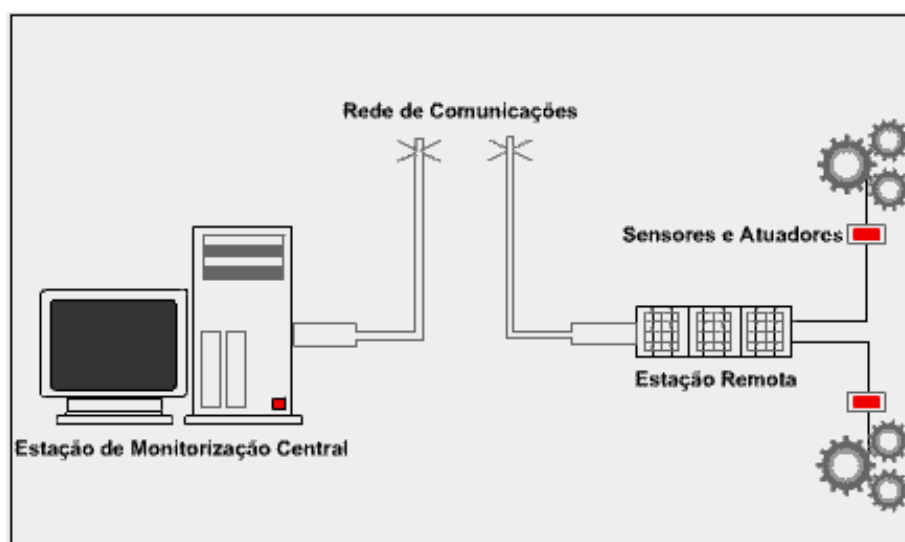 Rede de Comunicações
Sensores e Atuadores
Estação Remota
Estação de Monitorização Central